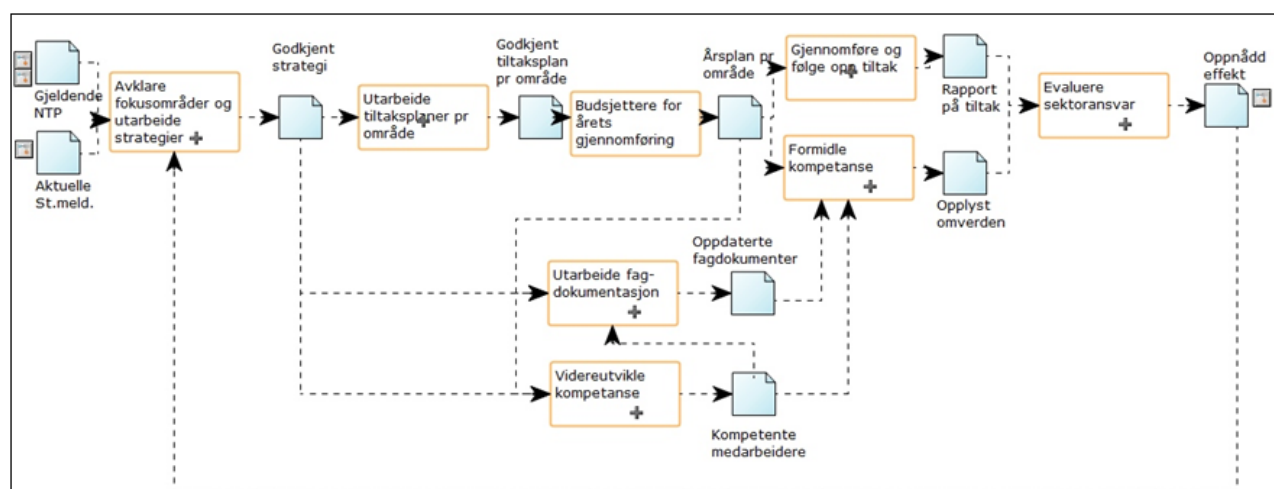 Gjeldende
NTP
Aktuelle
St.meld.
Avklare
fokusområder og
utarbeide
strategier
Godkjent
strategi
Utarbeide
tiltaksplaner pr
område
Godkjent
tiltaksplan
pr område
Budsjettere for
årets
gjennomføring
Årsplan pr
område
Gjennomføre og
følge opp tiltak
Rapport
på tiltak
Formidle
kompetanse
Opplyst
omverden
Evaluere
sektoransvar
Oppnådd
effekt
Utarbeide fag-
dokumentasjon
Oppdaterte
fagdokumenter
Videreutvikle
kompetanse
Kompetente
medarbeidere